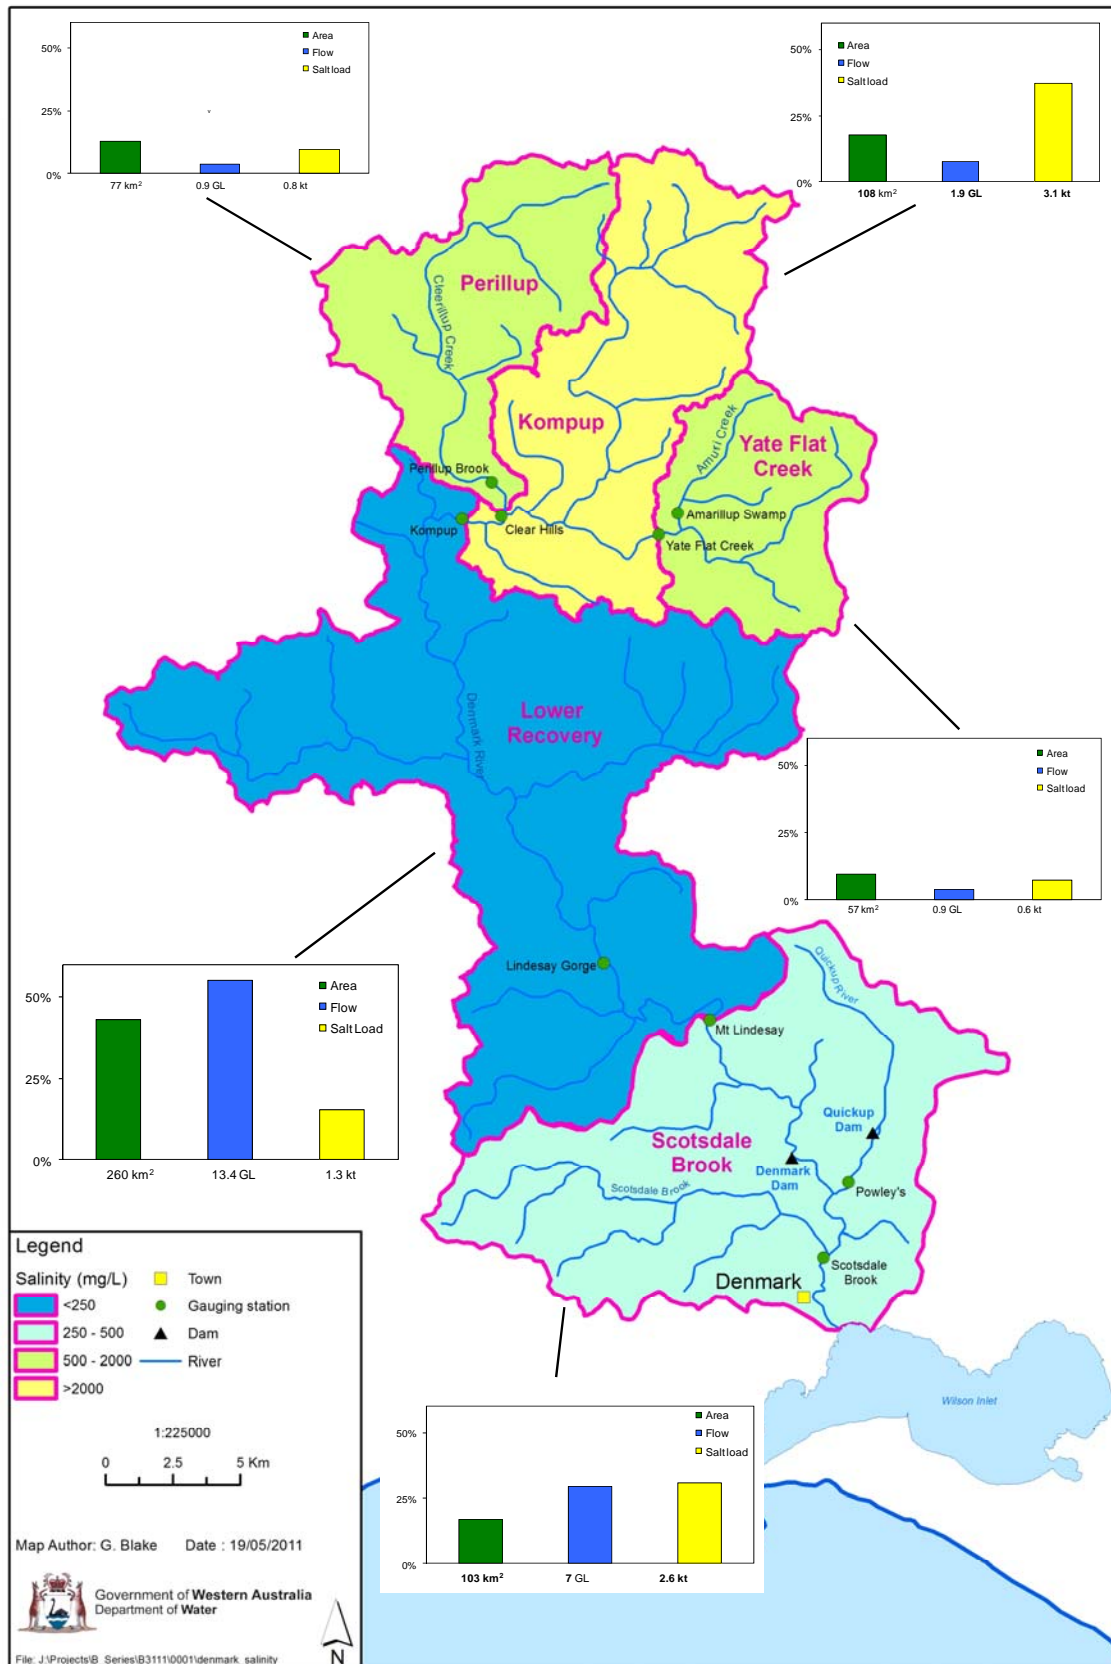 50%
25%
0%
Area
Flow
Salt load
77 km²
0.9 GL
0.8 kt
50%
25%
0%
Area
Flow
Salt load
108 km²
1.9 GL
3.1 kt
Perillup
Cleerillup Creek
Kompup
Amuri Creek
Yate Flat
Creek
Perillup Brook
Kompup
Clear Hills
Amarillup Swamp
Yate Flat Creek
Lower
Recovery
Denmark River
50%
25%
0%
Area
Flow
Salt load
57 km²
0.9 GL
0.6 kt
Lindesay Gorge
Quickup River
Mt Lindesay
50%
25%
0%
Area
Flow
Salt Load
260 km²
13.4 GL
1.3 kt
Scotsdale
Brook
Quickup
Dam
Denmark
Dam
Scotsdale Brook
Powley's
Scotsdale
Brook
Denmark
Wilson Inlet
Legend
Salinity (mg/L)
<250
250 - 500
500 - 2000
>2000
Town
Gauging station
Dam
River
1:225000
0 2.5 5 Km
Map Author: G. Blake Date : 19/05/2011
Government of Western Australia
Department of Water
N
File: J:\Projects\B_Series\B3111\0001\denmark_salinity
50%
25%
0%
Area
Flow
Salt load
103 km²
7 GL
2.6 kt